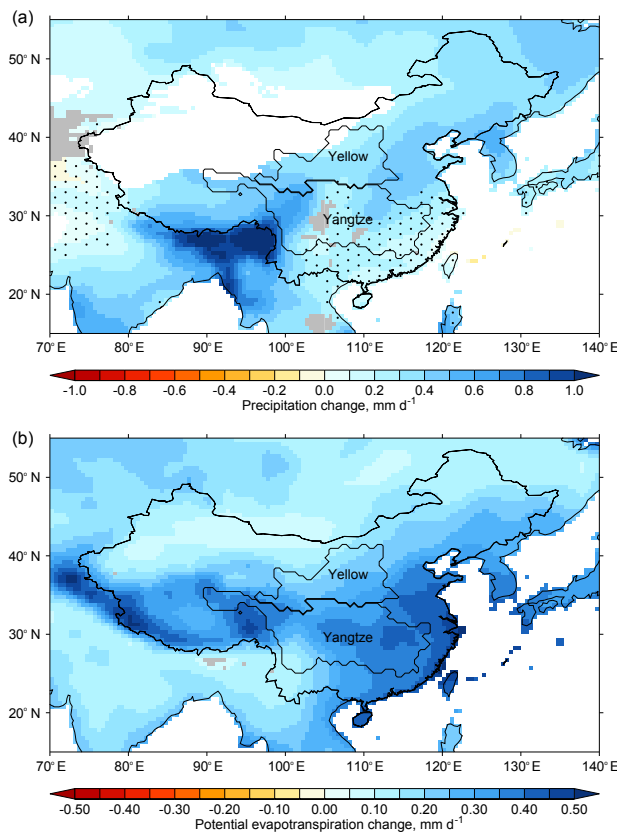 (a)
50° N
40° N
30° N
20° N
Yellow
Yangtze
70° E 80° E 90° E 100° E 110° E 120° E 130° E 140° E
-1.0 -0.8 -0.6 -0.4 -0.2 0.0 0.2 0.4 0.6 0.8 1.0
Precipitation change, mm d⁻¹
(b)
50° N
40° N
30° N
20° N
Yellow
Yangtze
70° E 80° E 90° E 100° E 110° E 120° E 130° E 140° E
-0.50 -0.40 -0.30 -0.20 -0.10 0.00 0.10 0.20 0.30 0.40 0.50
Potential evapotranspiration change, mm d⁻¹